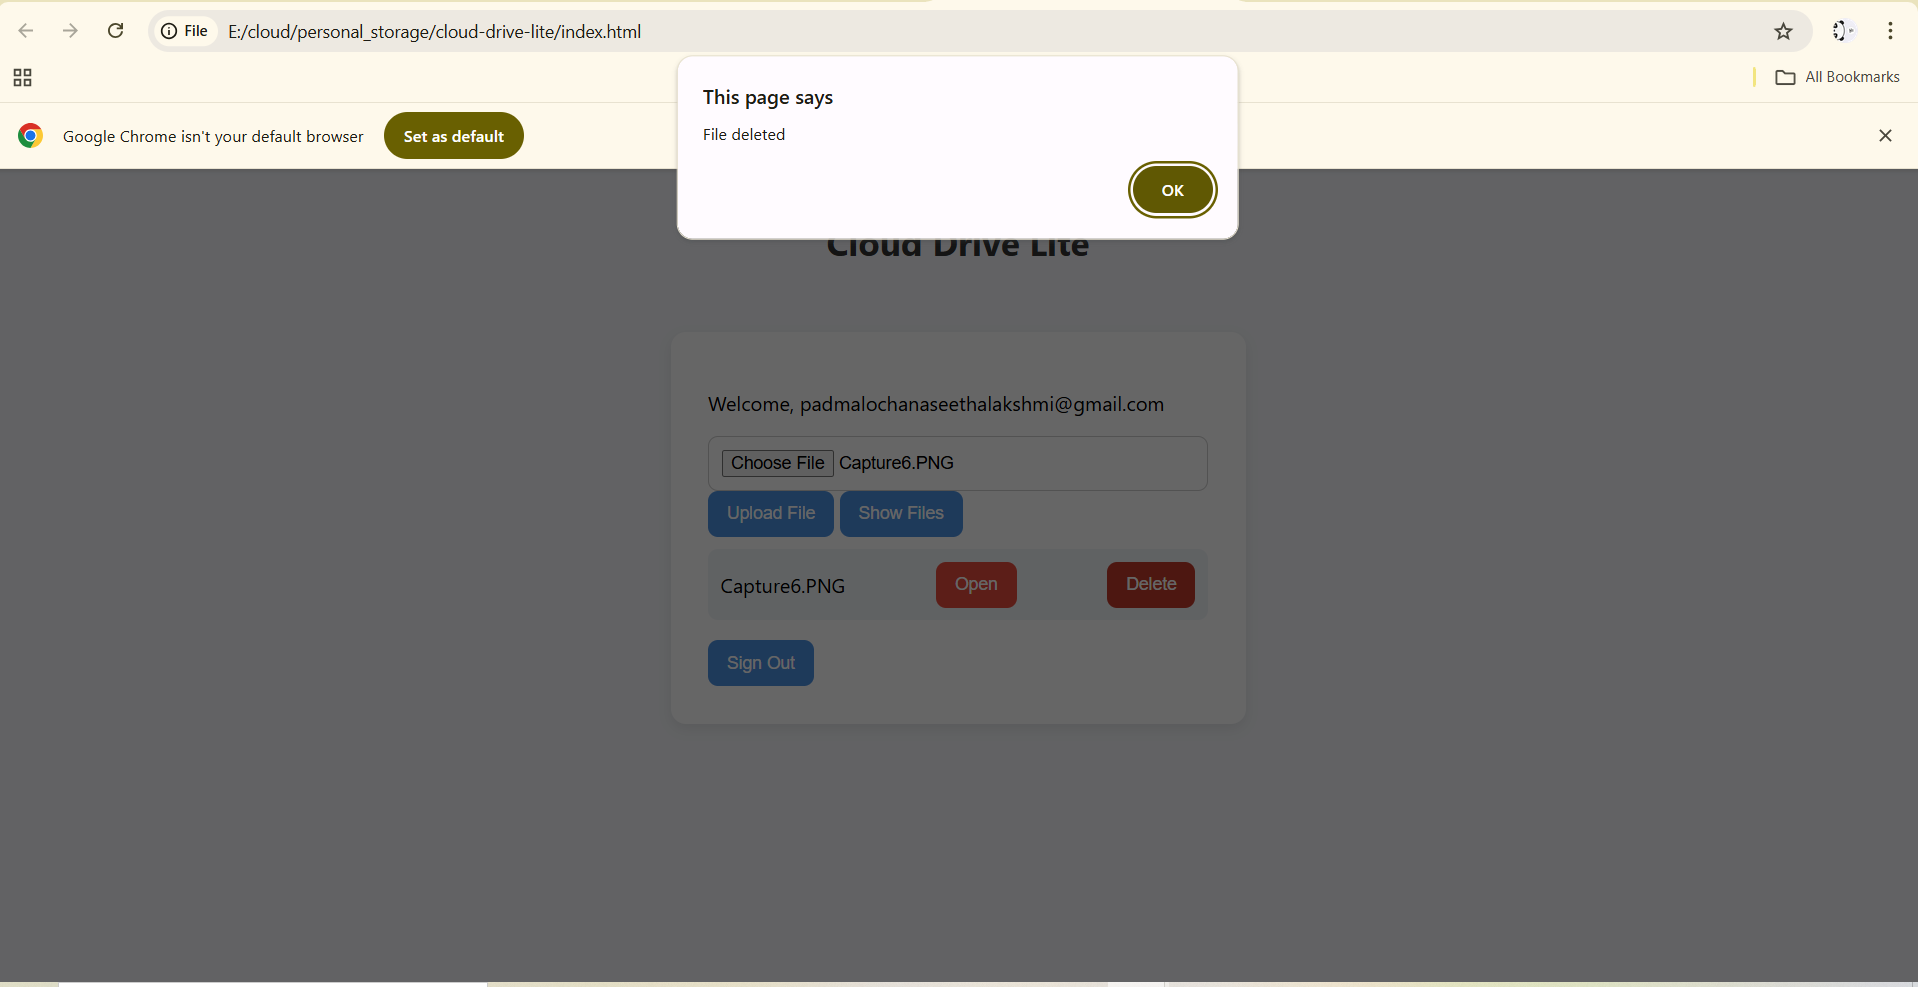 File
E:/cloud/personal_storage/cloud-drive-lite/index.html
All Bookmarks
Google Chrome isn't your default browser
Set as default
This page says
File deleted
OK
Cloud Drive Lite
Welcome, padmalochanaseethalakshmi@gmail.com
Choose File Capture6.PNG
Upload File Show Files
Capture6.PNG Open Delete
Sign Out